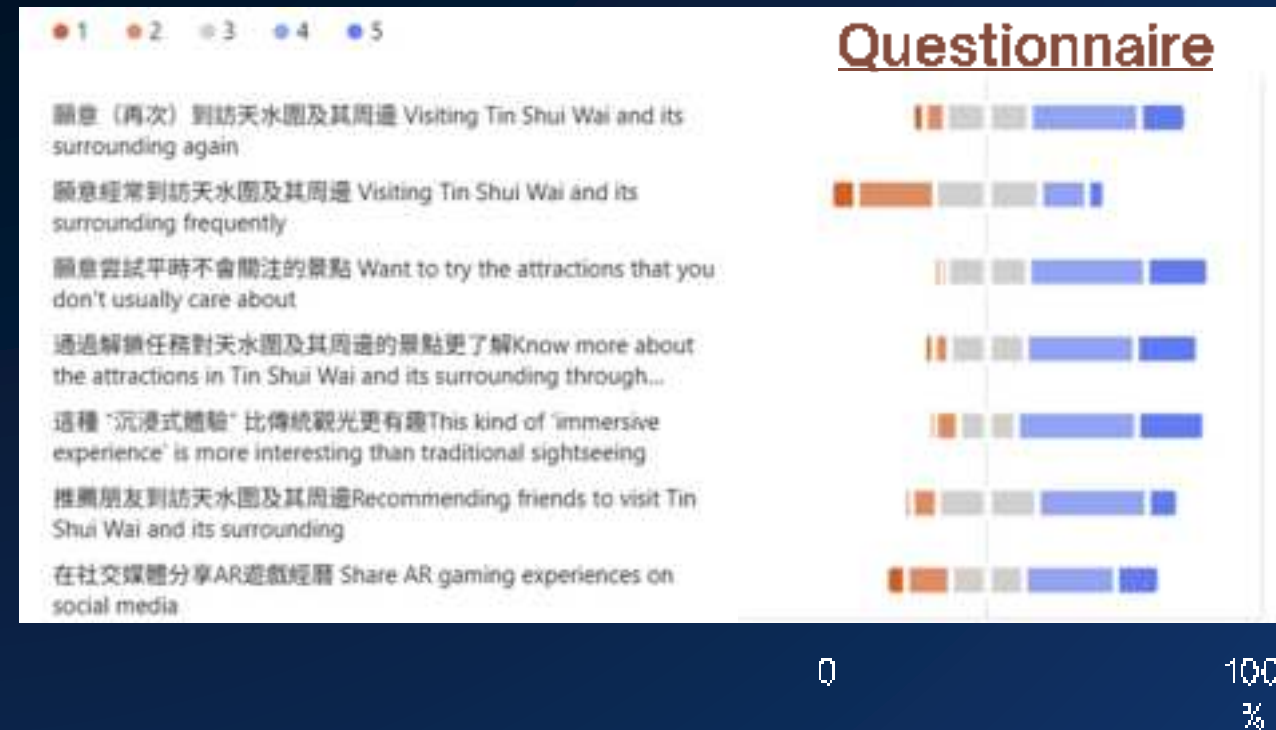 1 2 3 4 5
Questionnaire
願意（再次）到訪天水圍及其周邊 Visiting Tin Shui Wai and its
surrounding again
願意經常到訪天水圍及其周邊 Visiting Tin Shui Wai and its
surrounding frequently
願意嘗試平時不會關注的景點 Want to try the attractions that you
don't usually care about
通過解鎖任務對天水圍及其周邊的景點更了解Know more about
the attractions in Tin Shui Wai and its surrounding through...
這種 "沉浸式體驗" 比傳統觀光更有趣This kind of 'immersive
experience' is more interesting than traditional sightseeing
推薦朋友到訪天水圍及其周邊Recommending friends to visit Tin
Shui Wai and its surrounding
在社交媒體分享AR遊戲經曆 Share AR gaming experiences on
social media
0 100
%